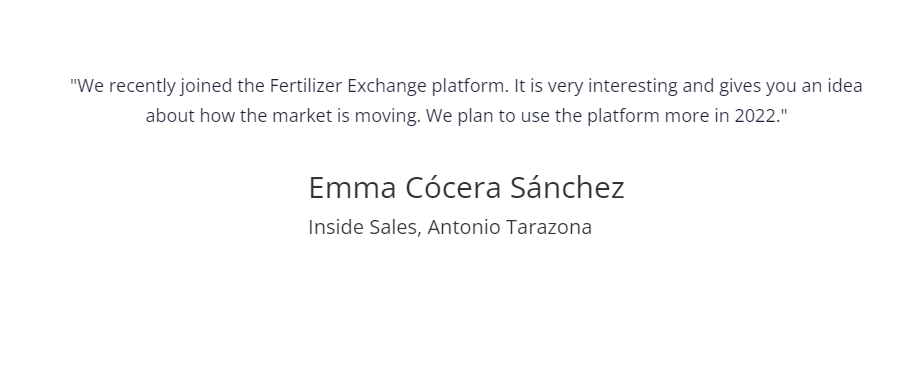 "We recently joined the Fertilizer Exchange platform. It is very interesting and gives you an idea
about how the market is moving. We plan to use the platform more in 2022."
Emma Cócera Sánchez
Inside Sales, Antonio Tarazona